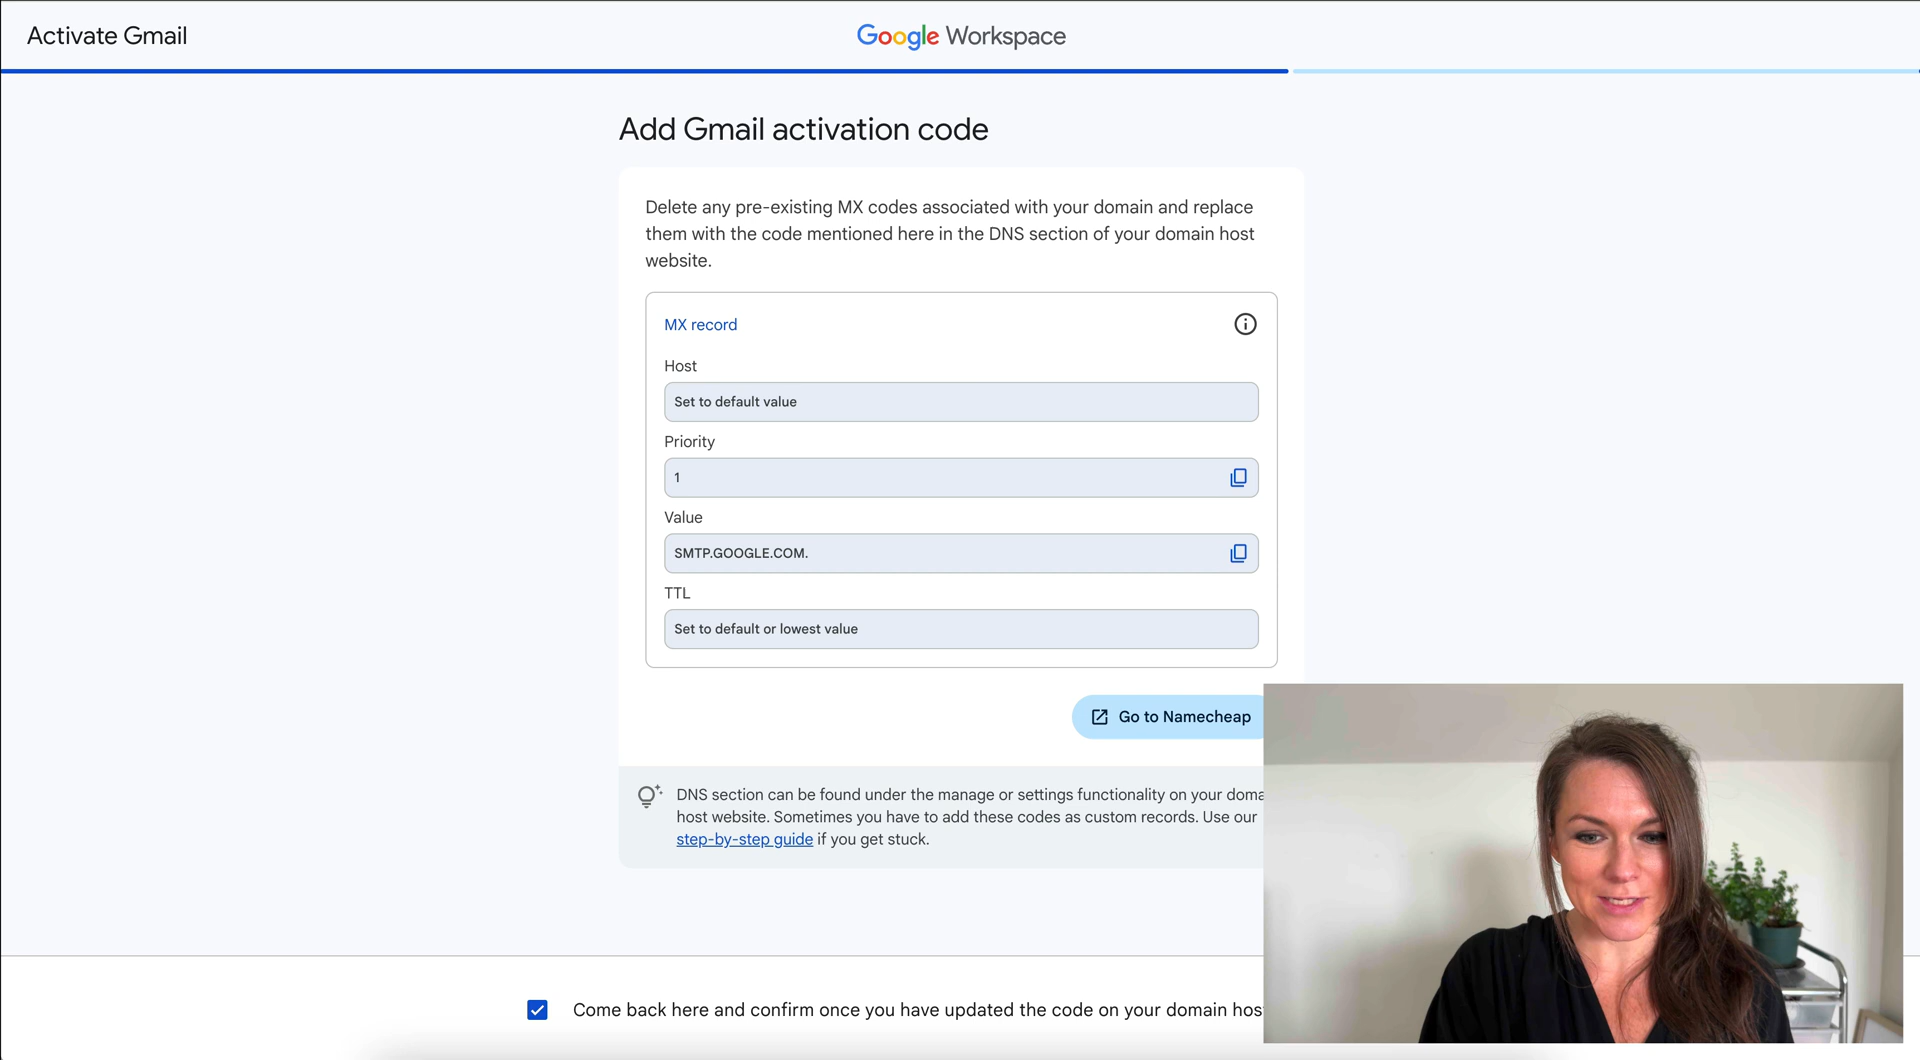 Activate Gmail
Google Workspace
Add Gmail activation code
Delete any pre-existing MX codes associated with your domain and replace
them with the code mentioned here in the DNS section of your domain host
website.
MX record
Host
Set to default value
Priority
1
Value
SMTP.GOOGLE.COM.
TTL
Set to default or lowest value
Go to Namecheap
DNS section can be found under the manage or settings functionality on your doma
host website. Sometimes you have to add these codes as custom records. Use our
step-by-step guide if you get stuck.
Come back here and confirm once you have updated the code on your domain hos